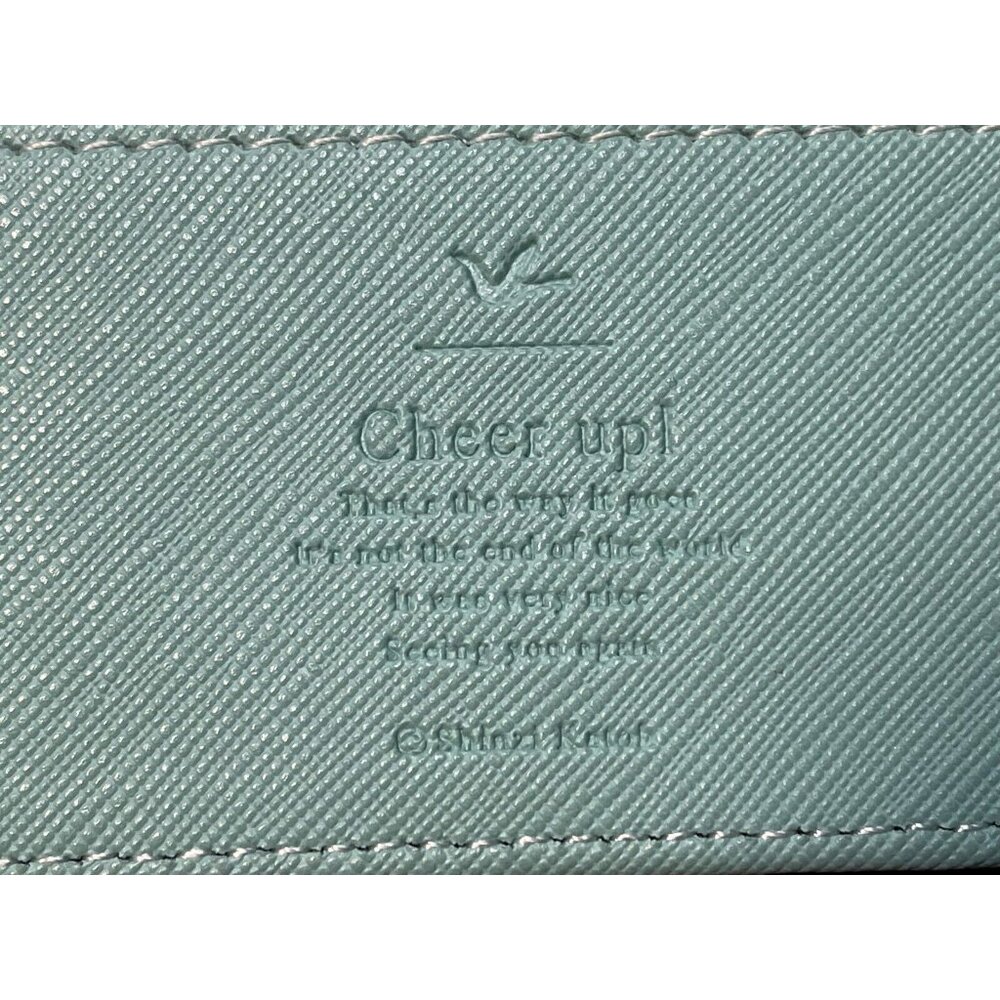 Cheer up!
That's the way it goes
It's not the end of the world.
It was very nice
Seeing you again.
©Shinzi Katoh